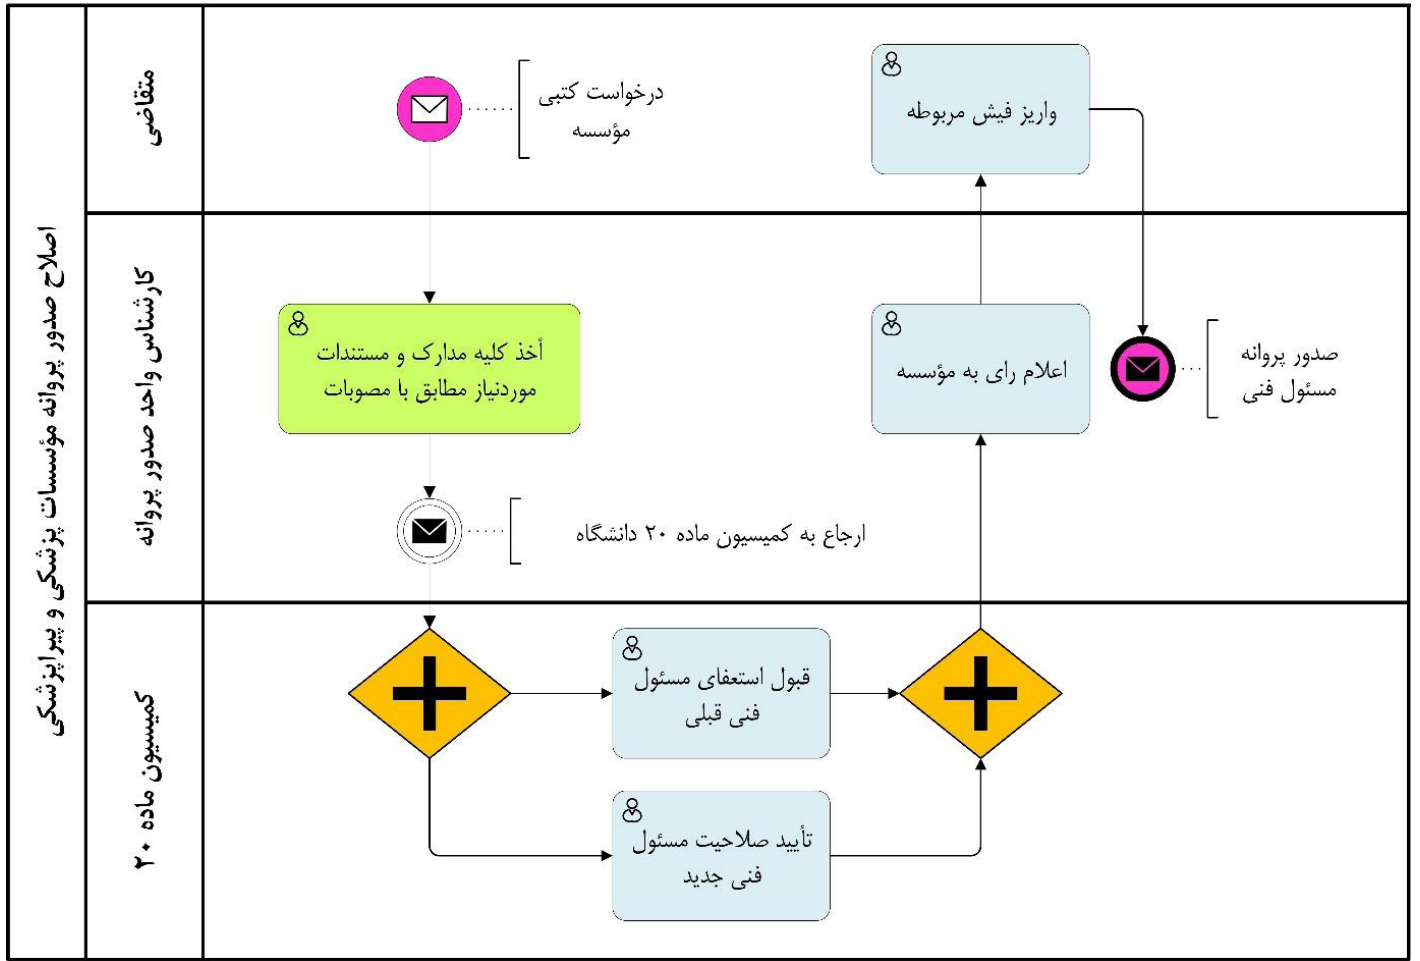 اصلاح صدور پروانه مؤسسات پزشکی و پیراپزشکی
متقاضی
درخواست کتبی
مؤسسه
واریز فیش مربوطه
کارشناس واحد صدور پروانه
أخذ کلیه مدارک و مستندات
موردنیاز مطابق با مصوبات
اعلام رای به مؤسسه
صدور پروانه
مسئول فنی
ارجاع به کمیسیون ماده ۲۰ دانشگاه
کمیسیون ماده ۲۰
قبول استعفای مسئول
فنی قبلی
تأیید صلاحیت مسئول
فنی جدید